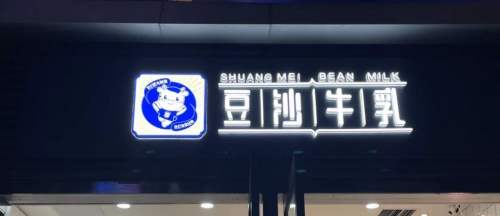 SHUANG MEI BEAN MILK
豆沙牛乳